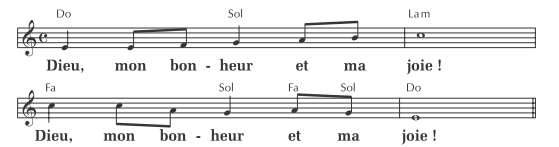 Do Sol La m
Dieu, mon bon - heur et ma joie !
Fa Sol Fa Sol Do
Dieu, mon bon - heur et ma joie !